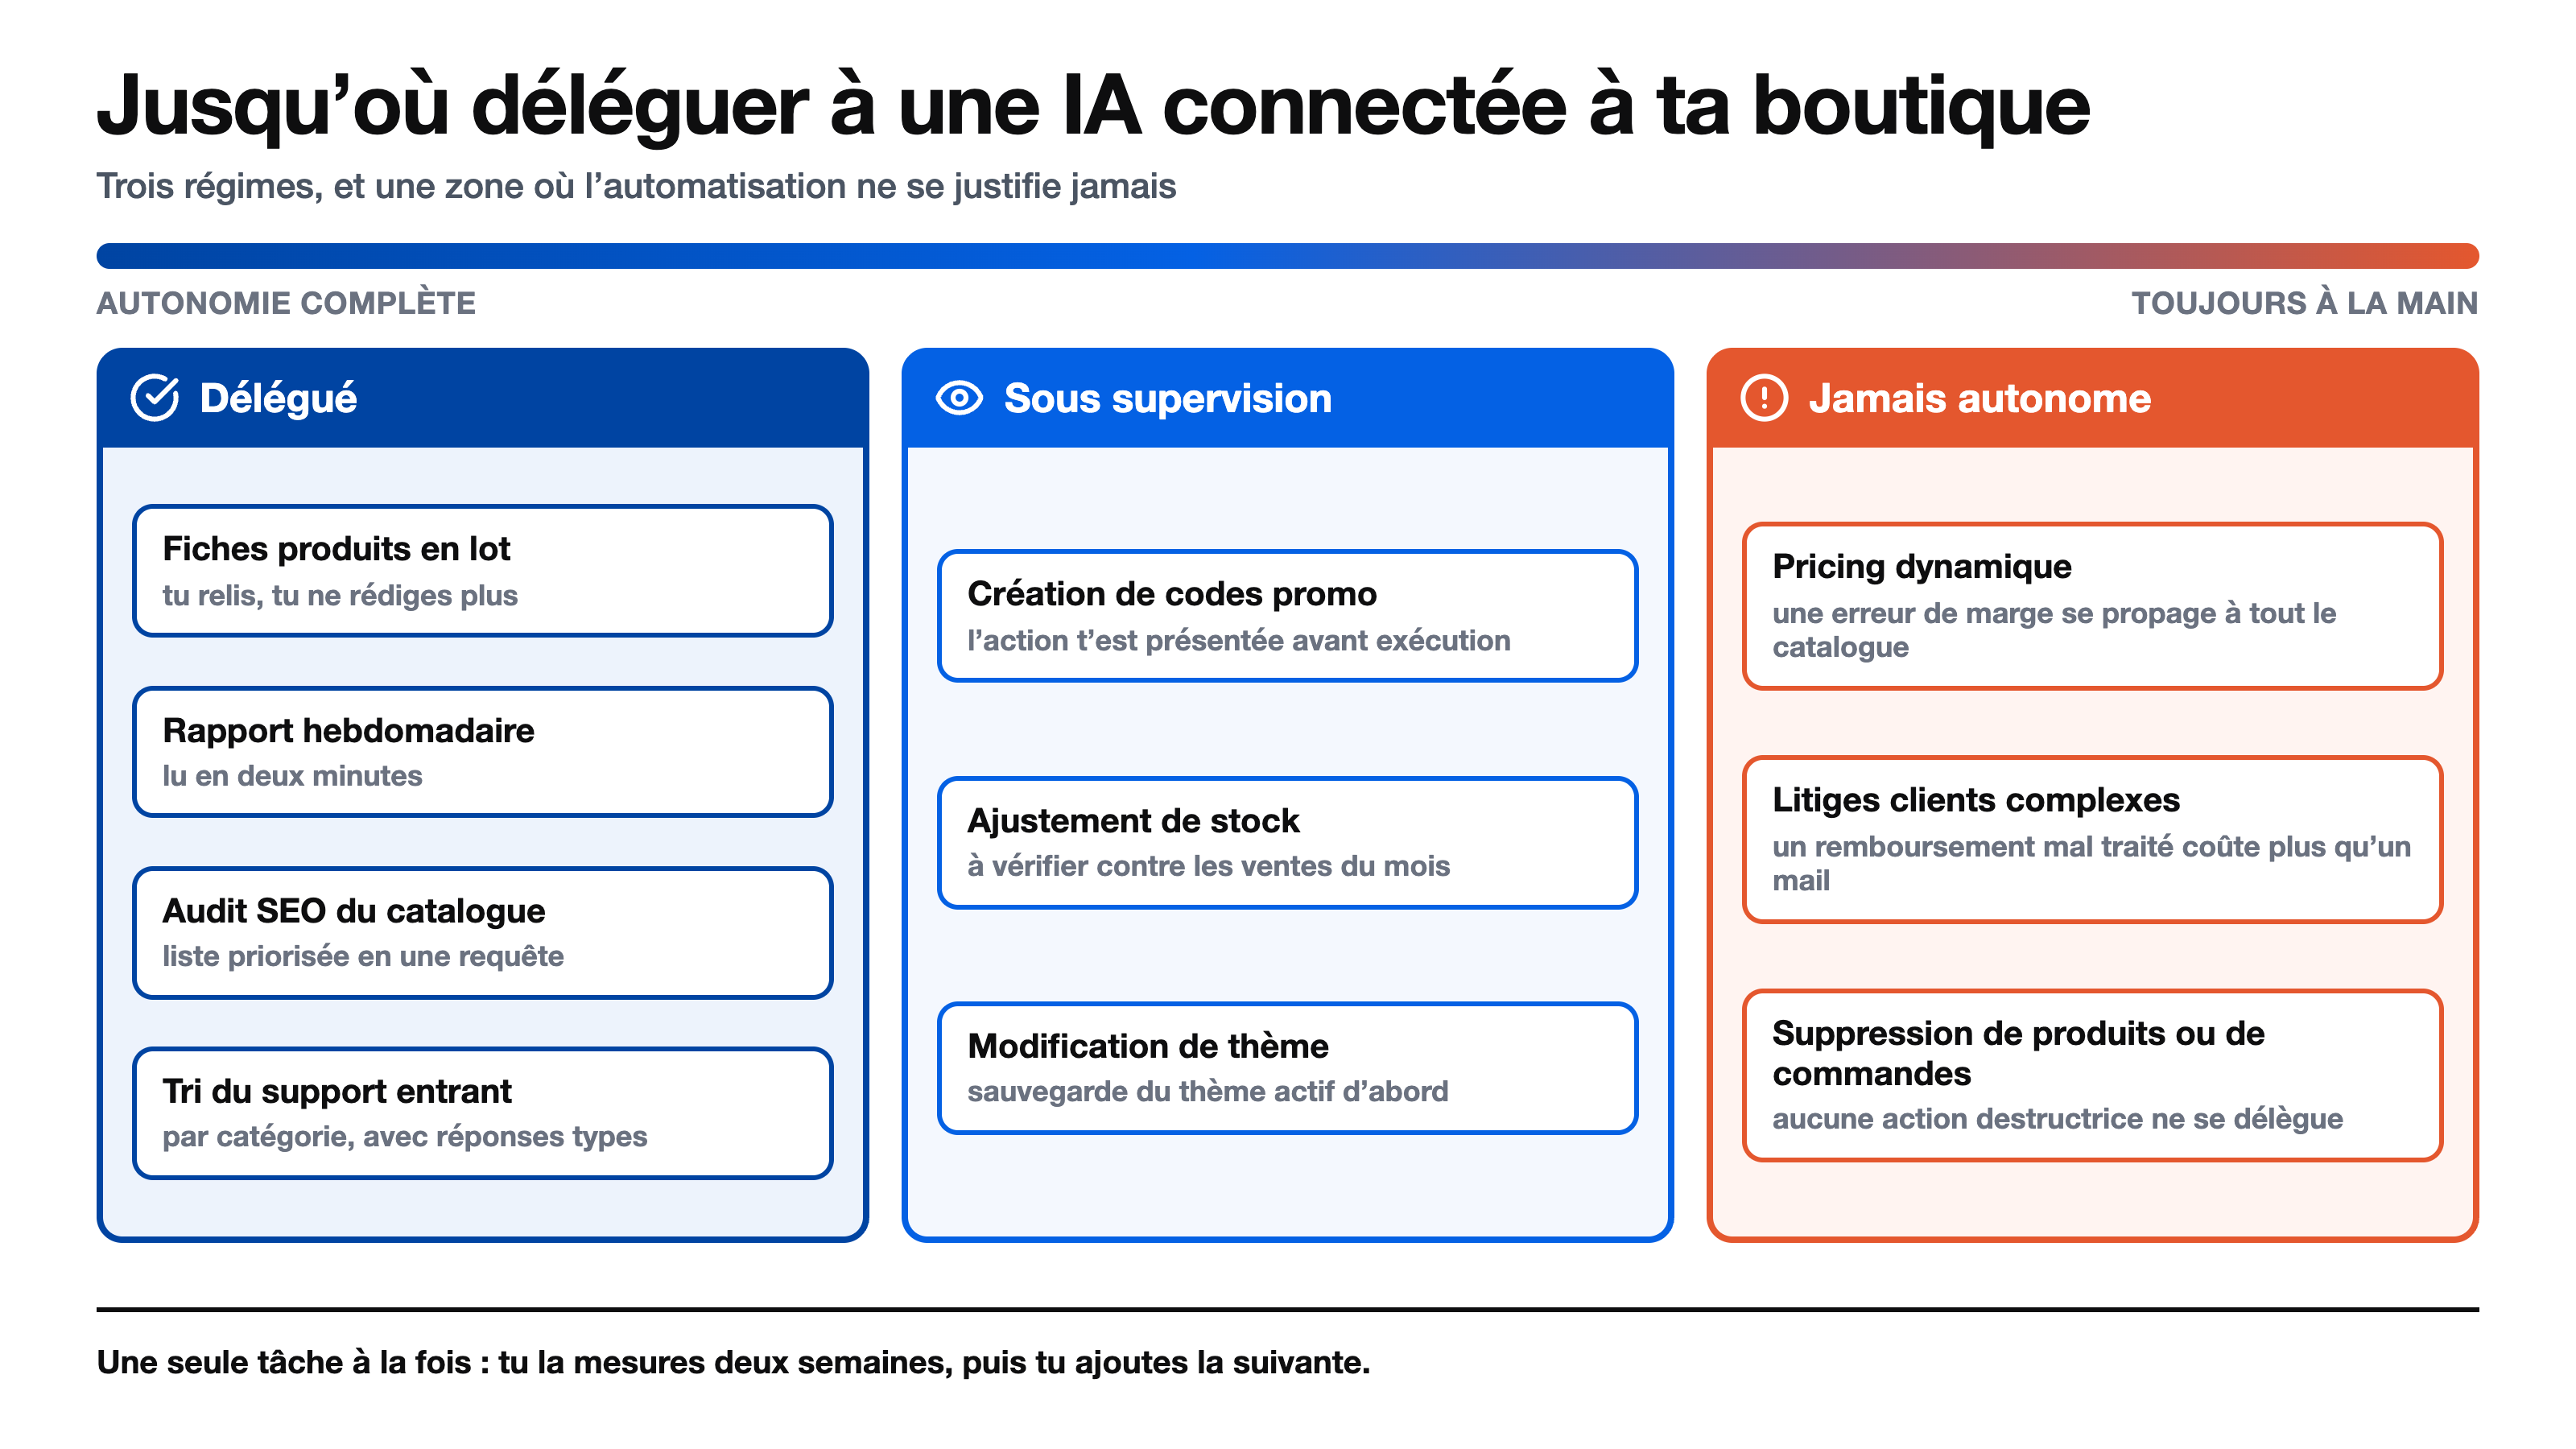 Jusqu’où déléguer à une IA connectée à ta boutique
Trois régimes, et une zone où l’automatisation ne se justifie jamais
AUTONOMIE COMPLÈTE
TOUJOURS À LA MAIN
Délégué
Fiches produits en lot
tu relis, tu ne rédiges plus
Rapport hebdomadaire
lu en deux minutes
Audit SEO du catalogue
liste priorisée en une requête
Tri du support entrant
par catégorie, avec réponses types
Sous supervision
Création de codes promo
l’action t’est présentée avant exécution
Ajustement de stock
à vérifier contre les ventes du mois
Modification de thème
sauvegarde du thème actif d’abord
Jamais autonome
Pricing dynamique
une erreur de marge se propage à tout le
catalogue
Litiges clients complexes
un remboursement mal traité coûte plus qu’un
mail
Suppression de produits ou de
commandes
aucune action destructrice ne se délègue
Une seule tâche à la fois : tu la mesures deux semaines, puis tu ajoutes la suivante.